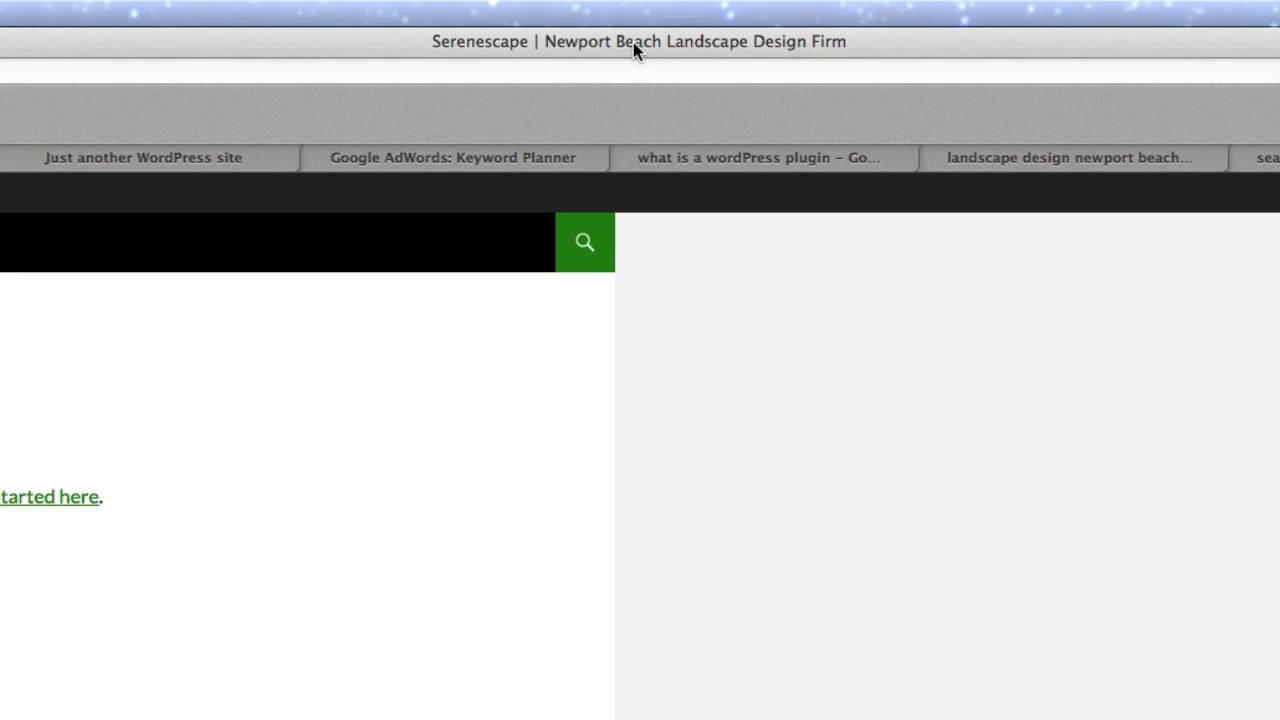 Serenescape | Newport Beach Landscape Design Firm
Just another WordPress site
Google AdWords: Keyword Planner
what is a wordPress plugin – Go...
landscape design newport beach...
sea
tarted here.